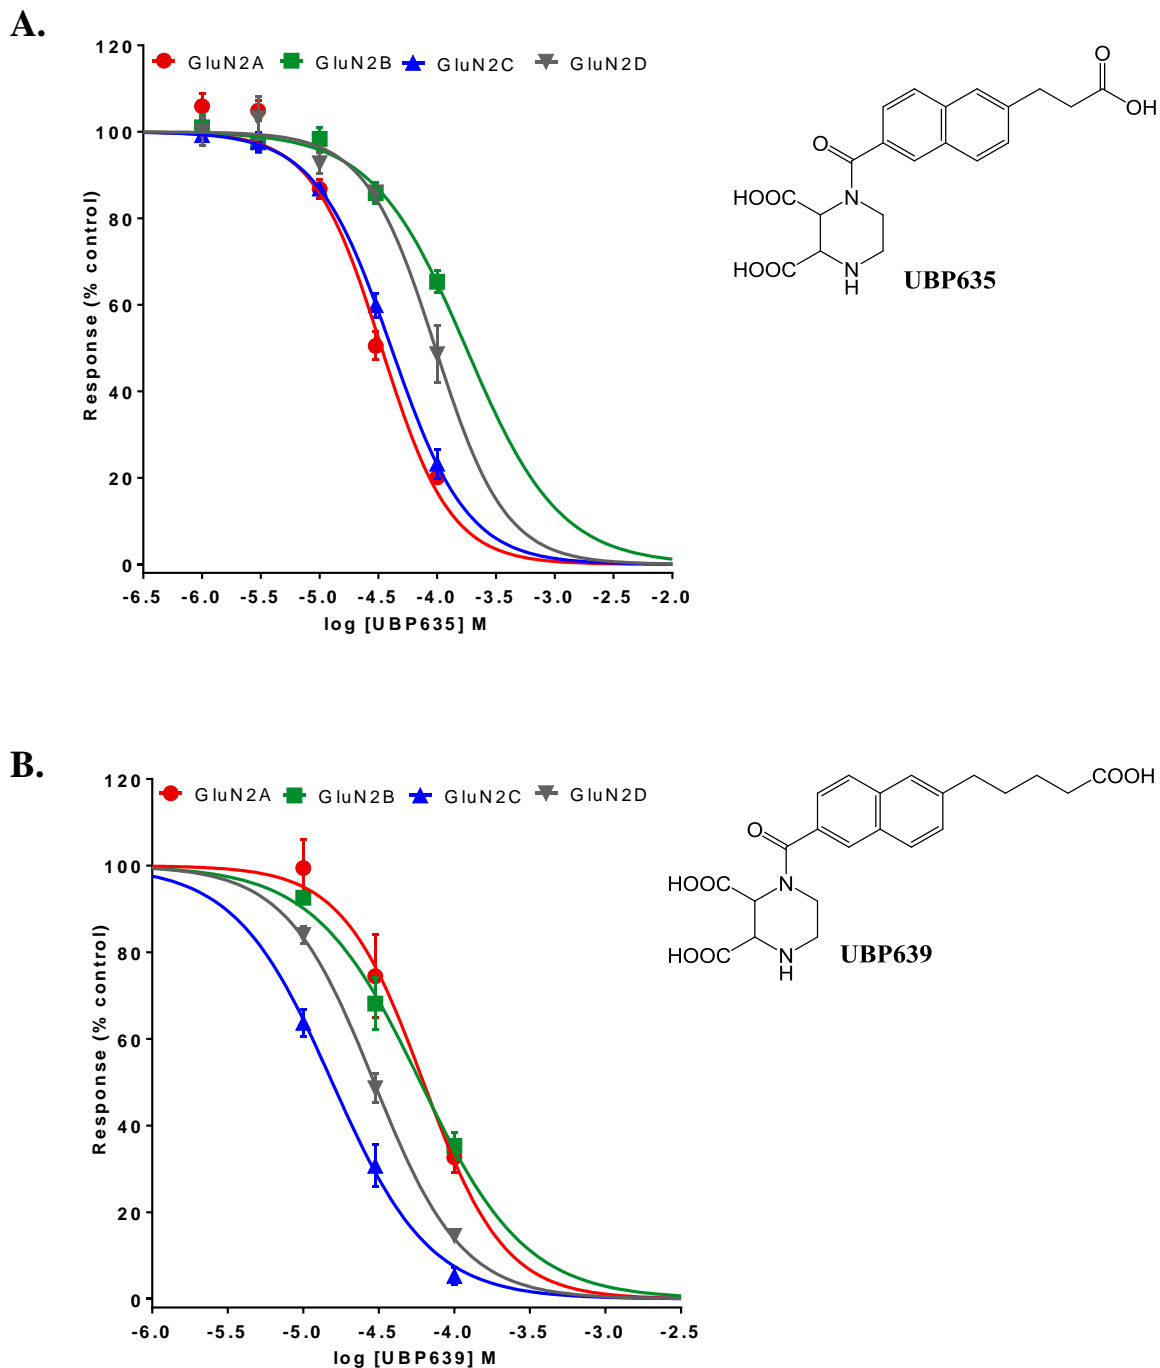 A.
GluN2A GluN2B GluN2C GluN2D
120
100
80
60
40
20
0
Response (% control)
-6.5 -6.0 -5.5 -5.0 -4.5 -4.0 -3.5 -3.0 -2.5 -2.0
log [UBP635] M
O
OH
O
HOOC N
HOOC N
H
UBP635
B.
GluN2A GluN2B GluN2C GluN2D
120
100
80
60
40
20
0
Response (% control)
-6.0 -5.5 -5.0 -4.5 -4.0 -3.5 -3.0 -2.5
log [UBP639] M
COOH
O
HOOC N
HOOC N
H
UBP639